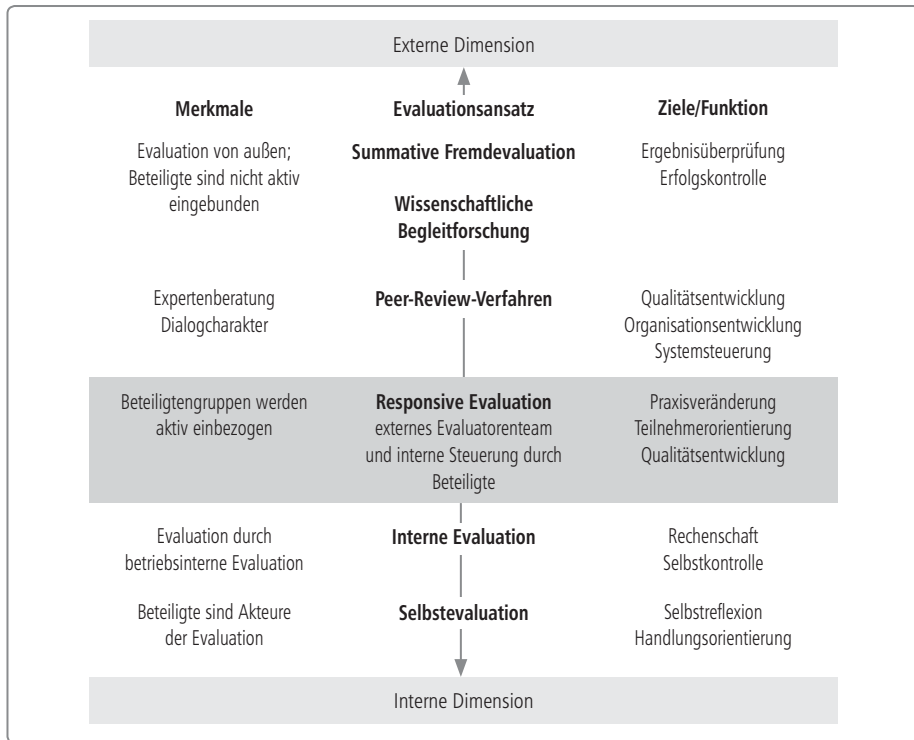 Externe Dimension
Merkmale
Evaluationsansatz
Ziele/Funktion
Evaluation von außen;
Beteiligte sind nicht aktiv
eingebunden
Summative Fremdevaluation
Ergebnisüberprüfung
Erfolgskontrolle
Wissenschaftliche
Begleitforschung
Expertenberatung
Dialogcharakter
Peer-Review-Verfahren
Qualitätsentwicklung
Organisationsentwicklung
Systemsteuerung
Beteiligtengruppen werden
aktiv einbezogen
Responsive Evaluation
externes Evaluatorenteam
und interne Steuerung durch
Beteiligte
Praxisveränderung
Teilnehmerorientierung
Qualitätsentwicklung
Evaluation durch
betriebsinterne Evaluation
Interne Evaluation
Rechenschaft
Selbstkontrolle
Beteiligte sind Akteure
der Evaluation
Selbstevaluation
Selbstreflexion
Handlungsorientierung
Interne Dimension